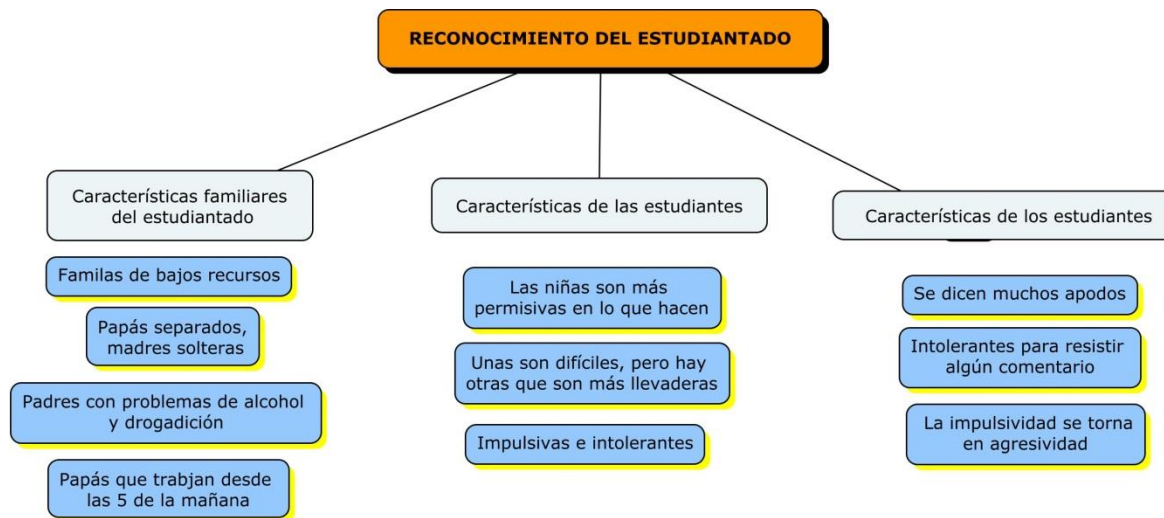 RECONOCIMIENTO DEL ESTUDIANTADO
Características familiares
del estudiantado
Familas de bajos recursos
Papás separados,
madres solteras
Padres con problemas de alcohol
y drogadición
Papás que trabjan desde
las 5 de la mañana
Características de las estudiantes
Las niñas son más
permisivas en lo que hacen
Unas son difíciles, pero hay
otras que son más llevaderas
Impulsivas e intolerantes
Características de los estudiantes
Se dicen muchos apodos
Intolerantes para resistir
algún comentario
La impulsividad se torna
en agresividad